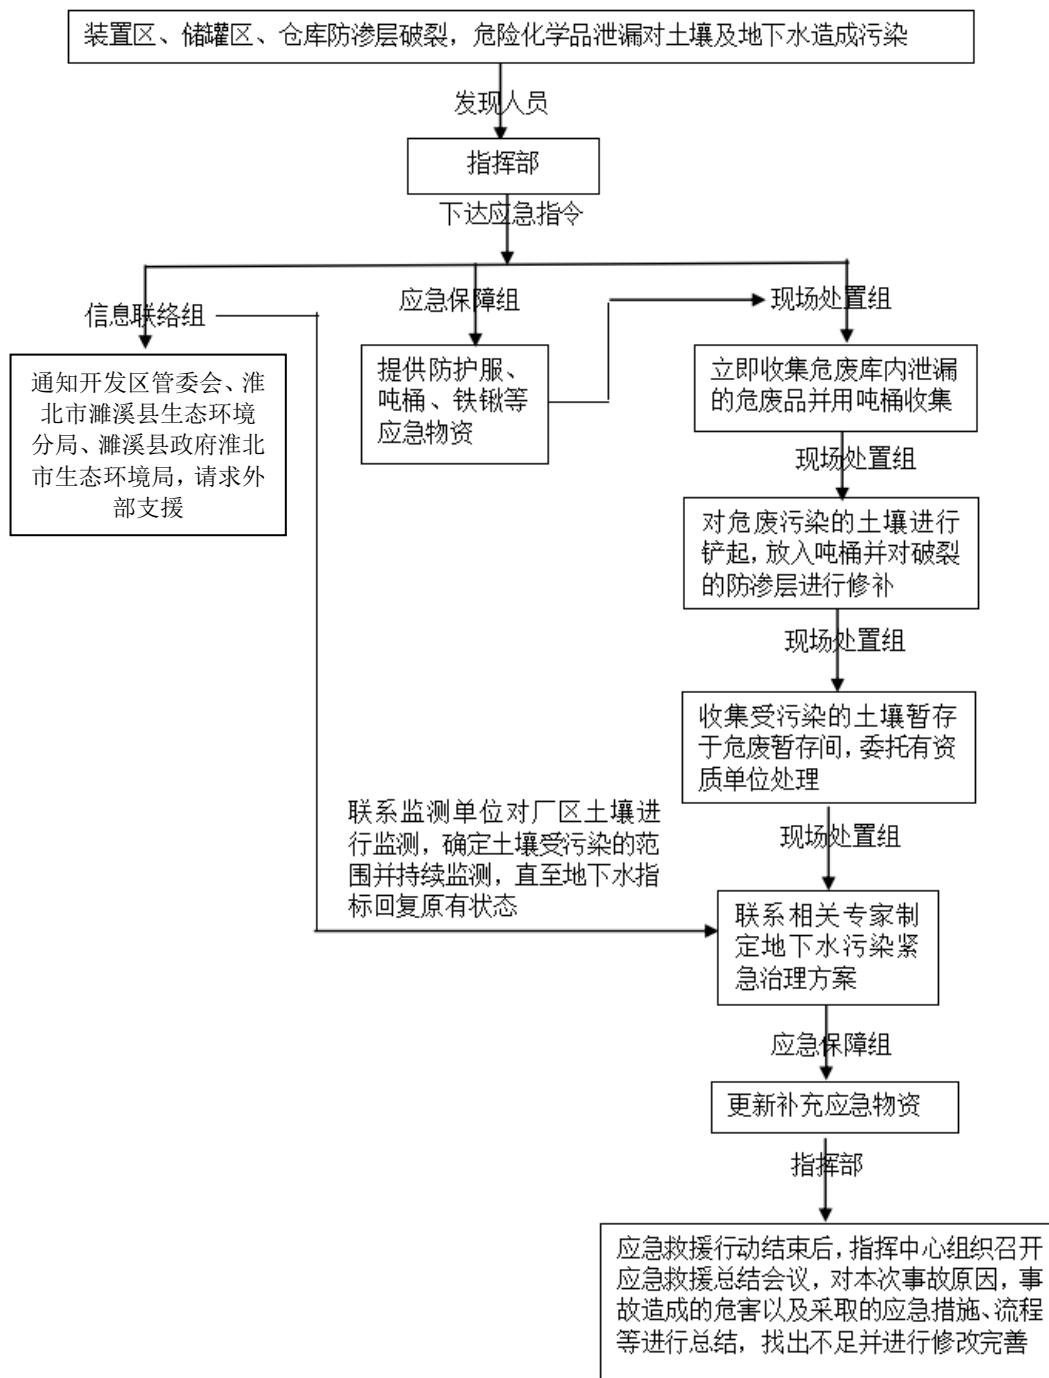 装置区、储罐区、仓库防渗层破裂，危险化学品泄漏对土壤及地下水造成污染
发现人员
指挥部
下达应急指令
信息联络组
应急保障组
现场处置组
通知开发区管委会、淮
北市濉溪县生态环境
分局、濉溪县政府淮北
市生态环境局，请求外
部支援
提供防护服、
吨桶、铁锹等
应急物资
立即收集危废库内泄漏
的危废品并用吨桶收集
现场处置组
对危废污染的土壤进行
铲起，放入吨桶并对破裂
的防渗层进行修补
现场处置组
收集受污染的土壤暂存
于危废暂存间，委托有资
质单位处理
现场处置组
联系监测单位对厂区土壤进
行监测，确定土壤受污染的范
围并持续监测，直至地下水指
标回复原有状态
联系相关专家制
定地下水污染紧
急治理方案
应急保障组
更新补充应急物资
指挥部
应急救援行动结束后，指挥中心组织召开
应急救援总结会议，对本次事故原因，事
故造成的危害以及采取的应急措施、流程
等进行总结，找出不足并进行修改完善